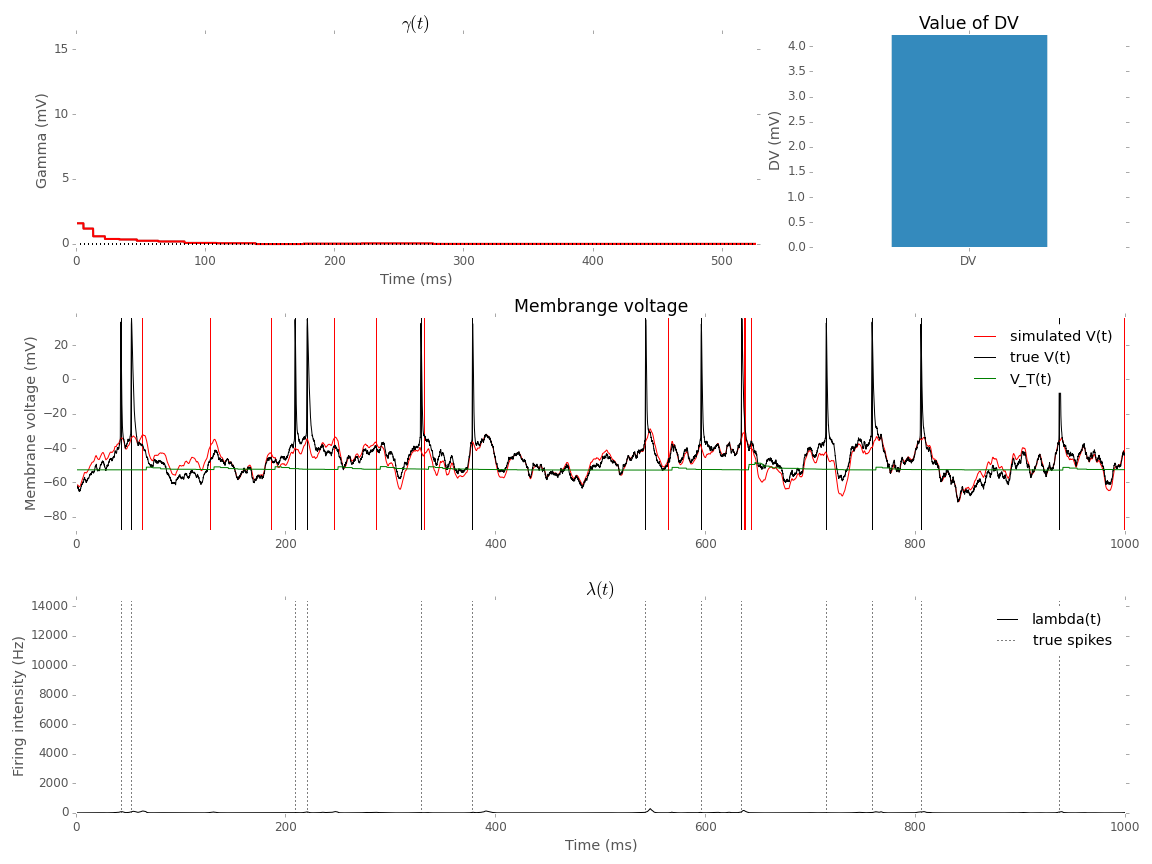 γ(t)
Value of DV
15
10
5
0
Gamma (mV)
0 100 200 300 400 500
Time (ms)
4.0
3.5
3.0
2.5
2.0
1.5
1.0
0.5
0.0
DV (mV)
DV
Membrange voltage
20
0
−20
−40
−60
−80
Membrane voltage (mV)
simulated V(t)
true V(t)
V_T(t)
0 200 400 600 800 1000
λ(t)
14000
12000
10000
8000
6000
4000
2000
0
Firing intensity (Hz)
lambda(t)
true spikes
0 200 400 600 800 1000
Time (ms)